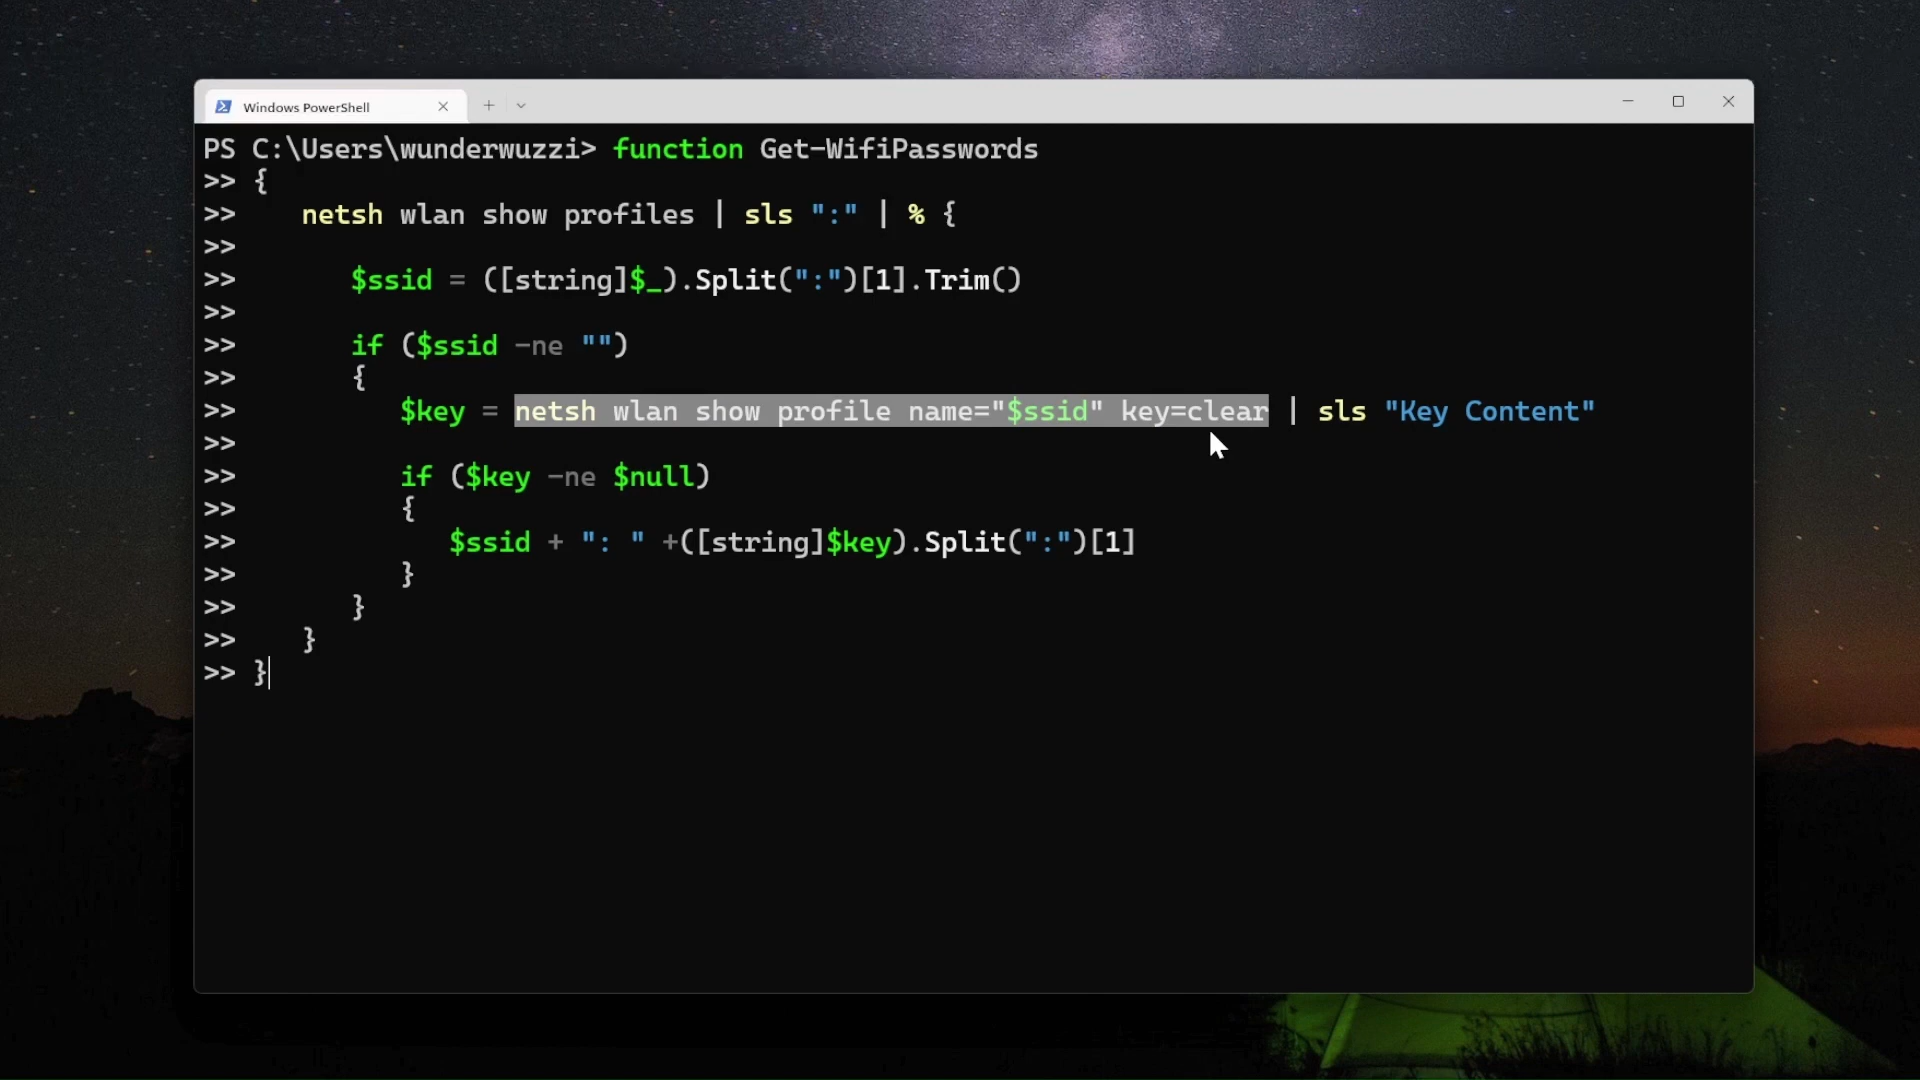 Windows PowerShell
PS C:\Users\wunderwuzzi> function Get-WifiPasswords
>> {
>>    netsh wlan show profiles | sls ":" | % {
>>
>>       $ssid = ([string]$_).Split(":")[1].Trim()
>>
>>       if ($ssid -ne "")
>>       {
>>          $key = netsh wlan show profile name="$ssid" key=clear | sls "Key Content"
>>
>>          if ($key -ne $null)
>>          {
>>             $ssid + ": " +([string]$key).Split(":")[1]
>>          }
>>       }
>>    }
>> }